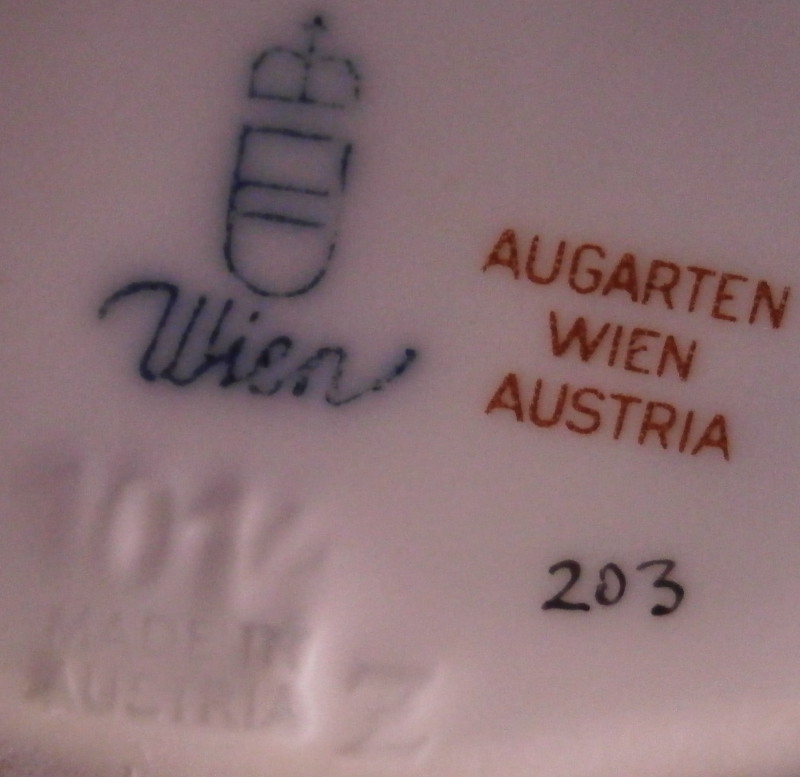 Wien
AUGARTEN
WIEN
AUSTRIA
203
MADE IN
AUSTRIA
Z